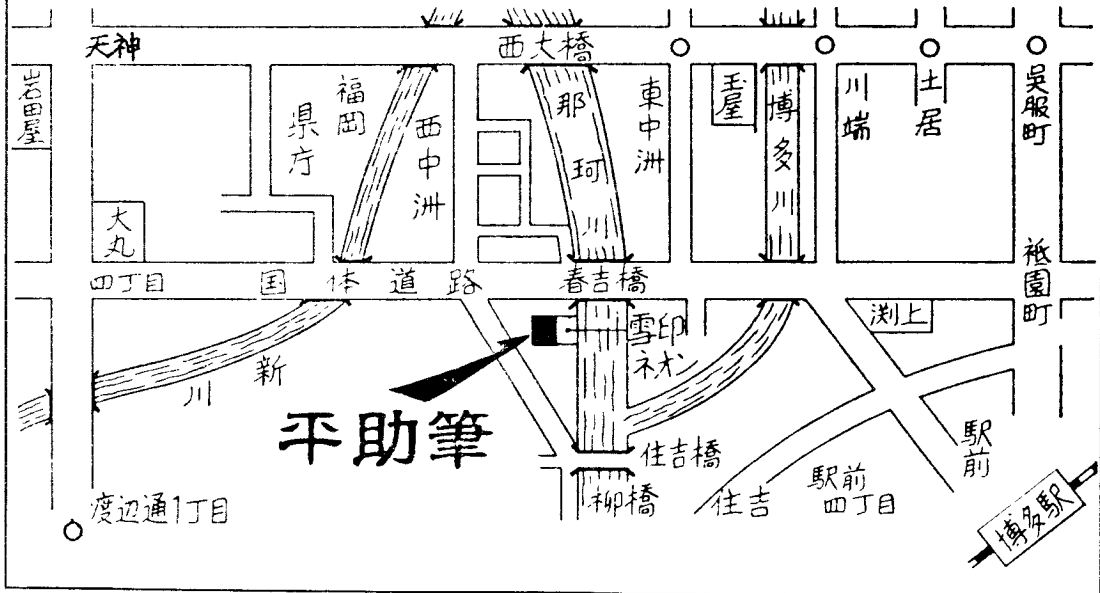 天神
西大橋
岩田屋
福岡
県庁
西中洲
那珂川
東中洲
玉屋
博多川
川端
土居
呉服町
大丸
四丁目
国体道路
春吉橋
祇園町
渕上
雪印
ネオン
新川
平助筆
住吉橋
柳橋
住吉
駅前
四丁目
駅前
渡辺通1丁目
博多駅